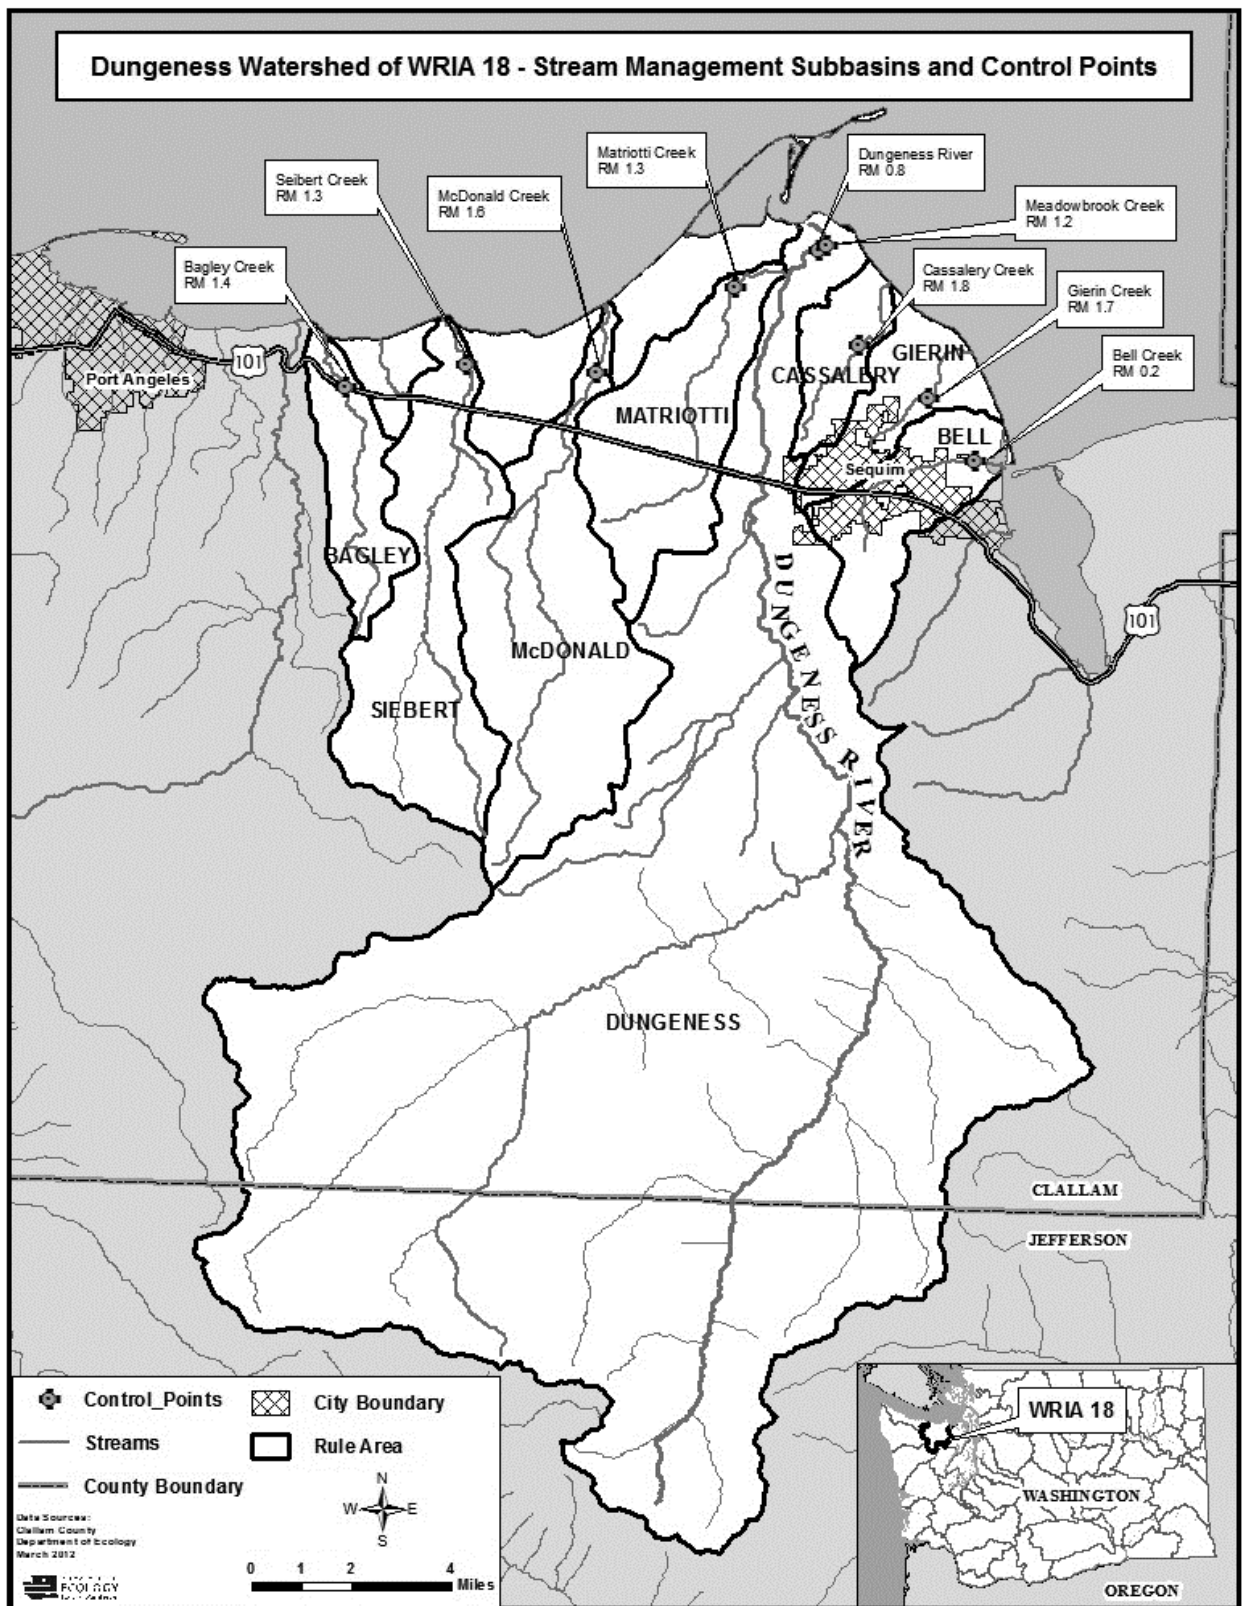 Dungeness Watershed of WRIA 18 - Stream Management Subbasins and Control Points
Matriotti Creek
RM 1.3
Dungeness River
RM 0.8
Seibert Creek
RM 1.3
McDonald Creek
RM 1.6
Meadowbrook Creek
RM 1.2
Bagley Creek
RM 1.4
Cassalery Creek
RM 1.8
Gierin Creek
RM 1.7
Bell Creek
RM 0.2
101
Port Angeles
GIERIN
CASSALERY
MATRIOTTI
BELL
Sequim
BAGLEY
DUNGENESS RIVER
101
McDONALD
SIEBERT
DUNGENESS
CLALLAM
JEFFERSON
Control_Points
City Boundary
Streams
Rule Area
County Boundary
N
W E
S
Data Sources:
Clallam County
Department of Ecology
March 2012
ECOLOGY
0 1 2 4
Miles
WRIA 18
WASHINGTON
OREGON